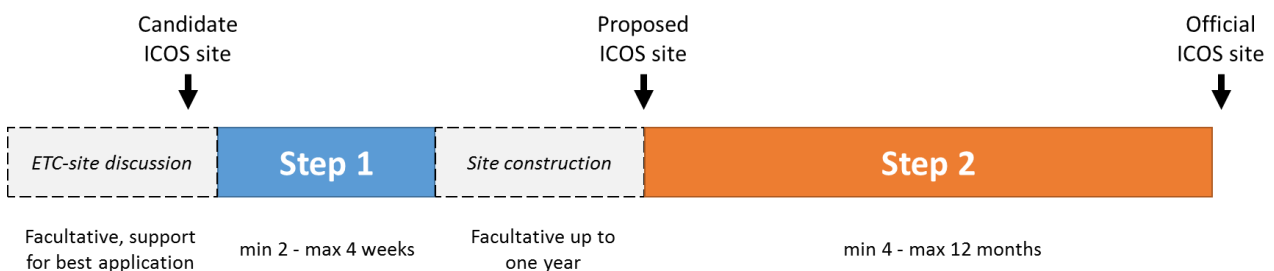 Candidate
ICOS site
Proposed
ICOS site
Official
ICOS site
ETC-site discussion
Step 1
Site construction
Step 2
Facultative, support
for best application
min 2 - max 4 weeks
Facultative up to
one year
min 4 - max 12 months